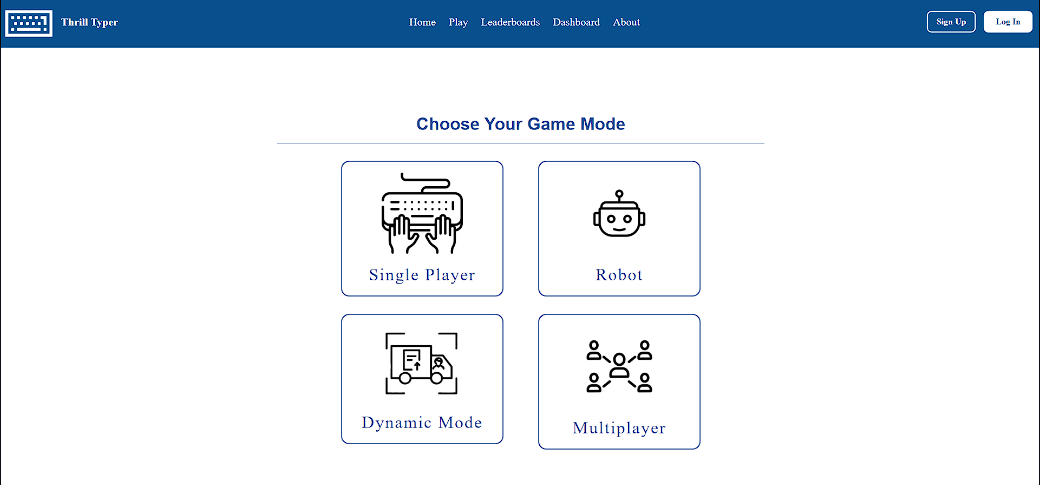 Thrill Typer
Home Play Leaderboards Dashboard About
Sign Up Log In
Choose Your Game Mode
Single Player
Robot
Dynamic Mode
Multiplayer